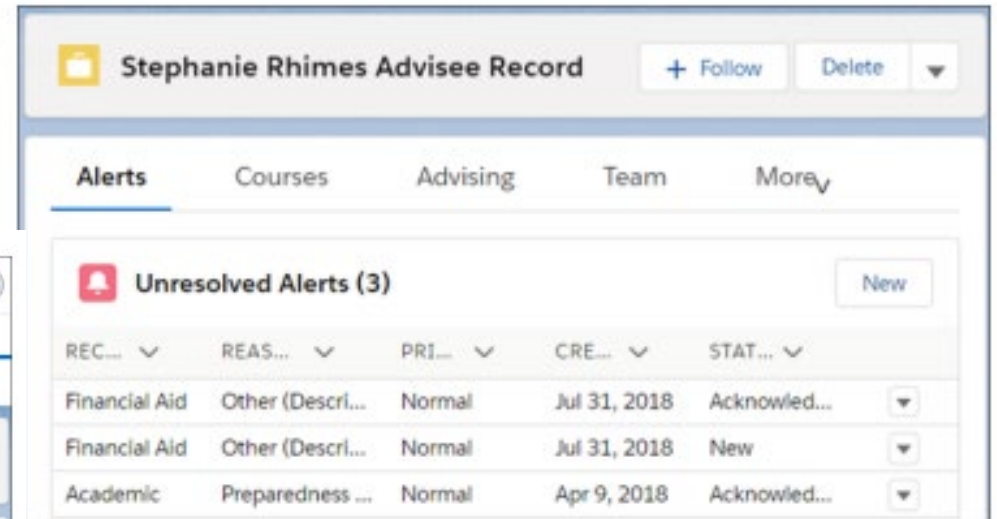 Stephanie Rhimes Advisee Record + Follow Delete
Alerts Courses Advising Team More
Unresolved Alerts (3) New
REC... REAS... PRI... CRE... STAT...
Financial Aid Other (Descri... Normal Jul 31, 2018 Acknowled...
Financial Aid Other (Descri... Normal Jul 31, 2018 New
Academic Preparedness ... Normal Apr 9, 2018 Acknowled...